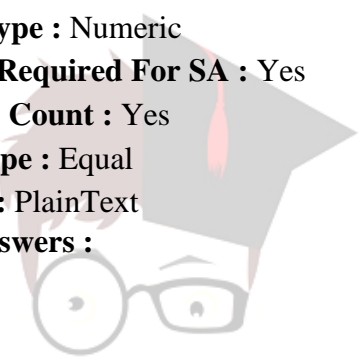 ype : Numeric
Required For SA : Yes
Count : Yes
pe : Equal
: PlainText
swers :